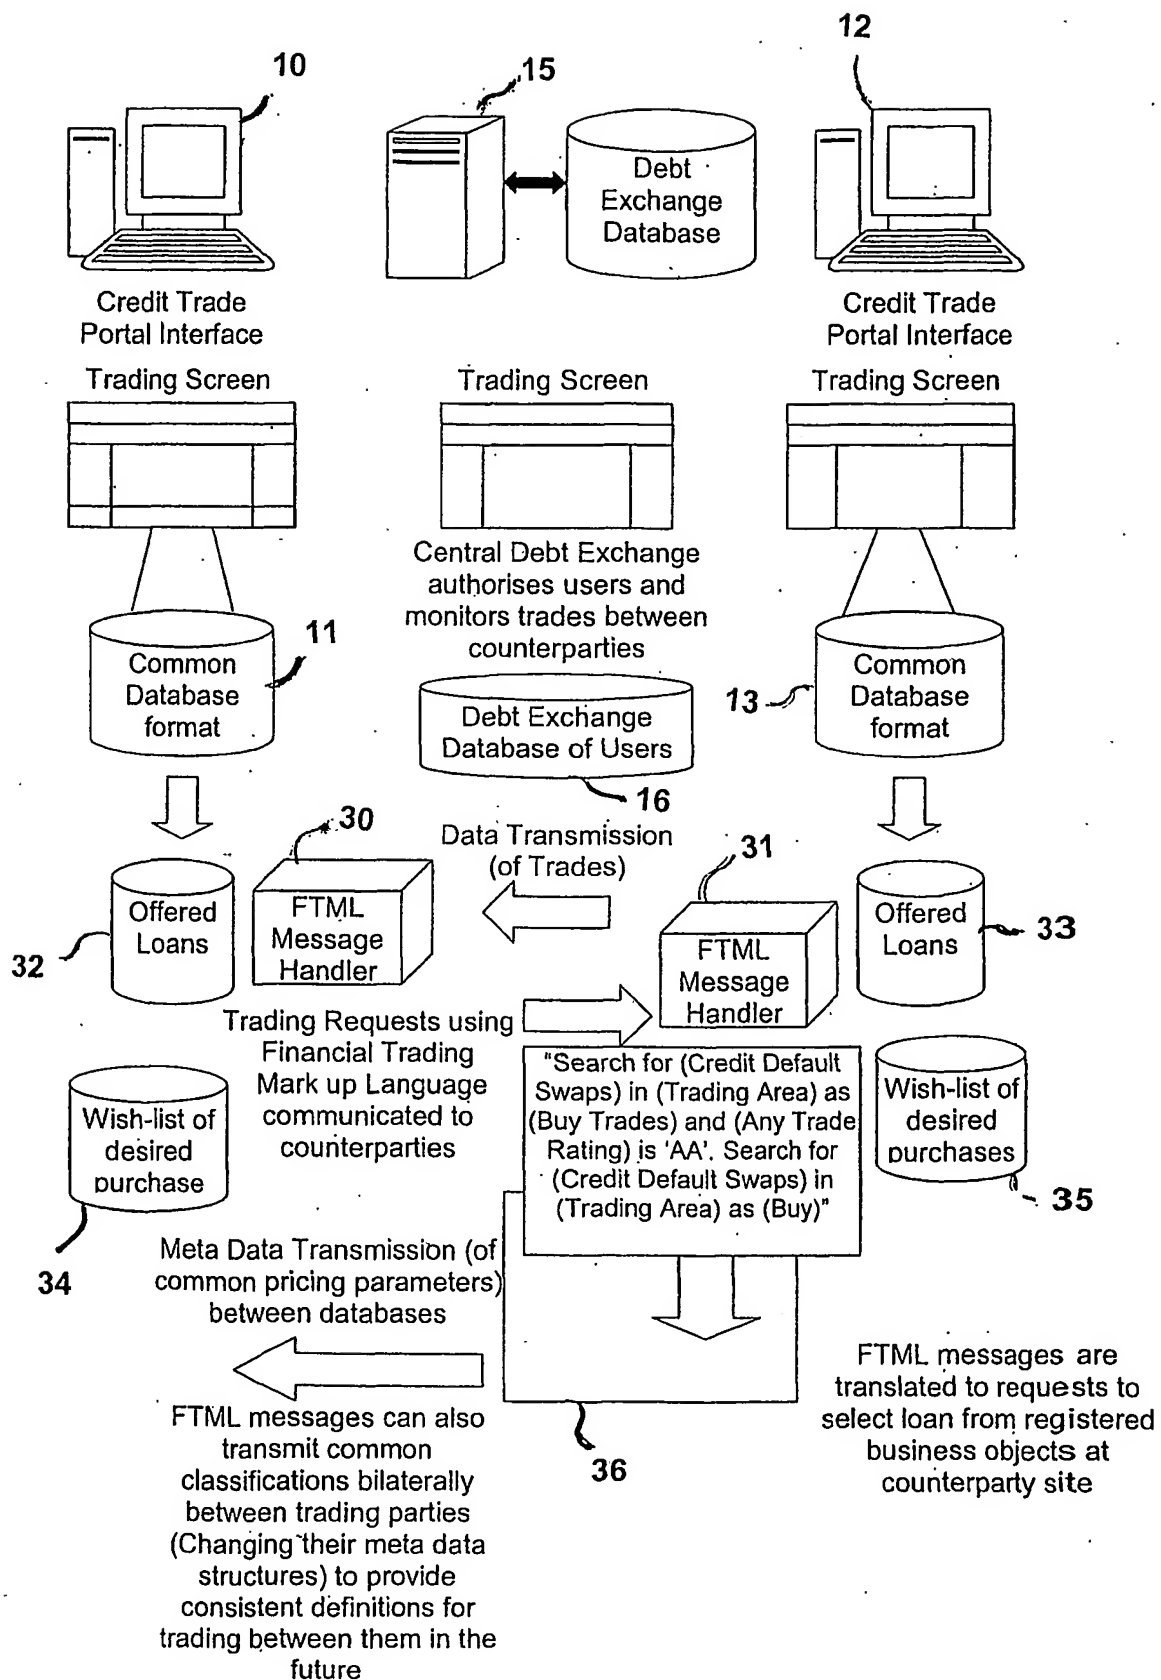 10
15
12
Debt
Exchange
Database
Credit Trade
Portal Interface
Credit Trade
Portal Interface
Trading Screen
Trading Screen
Trading Screen
Central Debt Exchange
authorises users and
monitors trades between
counterparties
11
Common
Database
format
13
Common
Database
format
Debt Exchange
Database of Users
16
30
Data Transmission
(of Trades)
31
Offered
Loans
32
FTML
Message
Handler
FTML
Message
Handler
Offered
Loans
33
Trading Requests using
Financial Trading
Mark up Language
communicated to
counterparties
"Search for (Credit Default
Swaps) in (Trading Area) as
(Buy Trades) and (Any Trade
Rating) is 'AA'. Search for
(Credit Default Swaps) in
(Trading Area) as (Buy)"
Wish-list of
desired
purchase
34
Wish-list of
desired
purchases
35
Meta Data Transmission (of
common pricing parameters)
between databases
36
FTML messages are
translated to requests to
select loan from registered
business objects at
counterparty site
FTML messages can also
transmit common
classifications bilaterally
between trading parties
(Changing their meta data
structures) to provide
consistent definitions for
trading between them in the
future